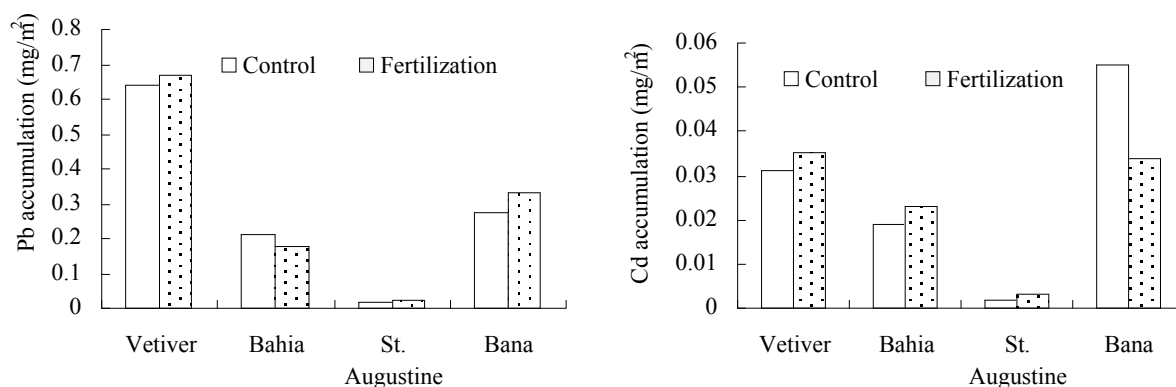 Pb accumulation (mg/m²)
0.8
0.7
0.6
0.5
0.4
0.3
0.2
0.1
0
Control
Fertilization
Vetiver
Bahia
St.
Augustine
Bana
Cd accumulation (mg/m²)
0.06
0.05
0.04
0.03
0.02
0.01
0
Control
Fertilization
Vetiver
Bahia
St.
Augustine
Bana